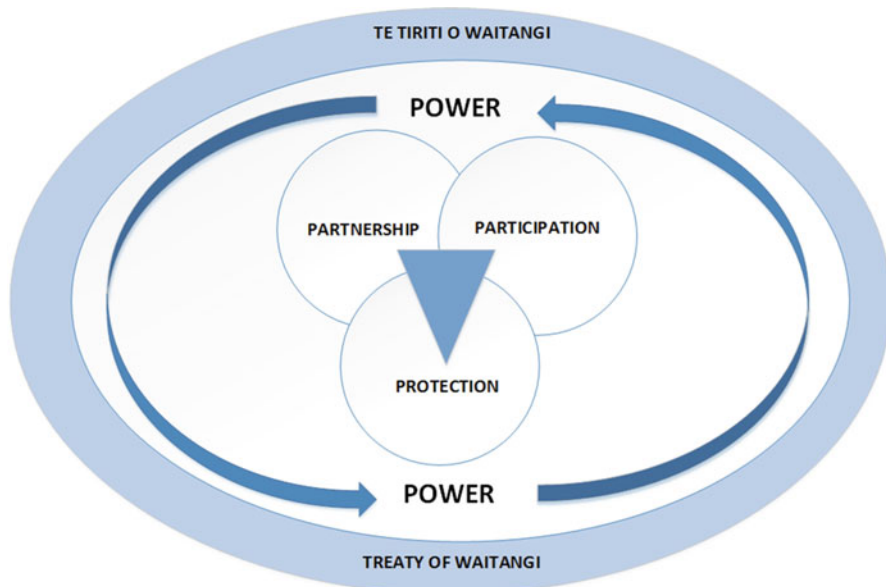 TE TIRITI O WAITANGI
POWER
PARTNERSHIP
PARTICIPATION
PROTECTION
POWER
TREATY OF WAITANGI